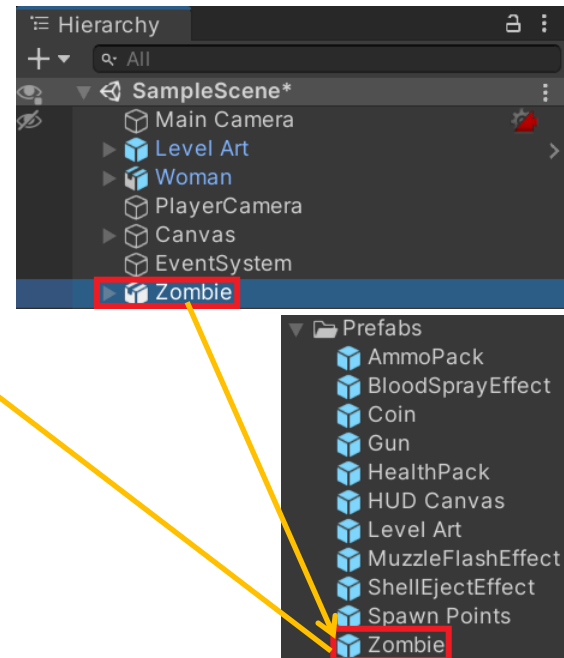 Hierarchy
All
SampleScene*
Main Camera
Level Art
Woman
PlayerCamera
Canvas
EventSystem
Zombie
Prefabs
AmmoPack
BloodSprayEffect
Coin
Gun
HealthPack
HUD Canvas
Level Art
MuzzleFlashEffect
ShellEjectEffect
Spawn Points
Zombie